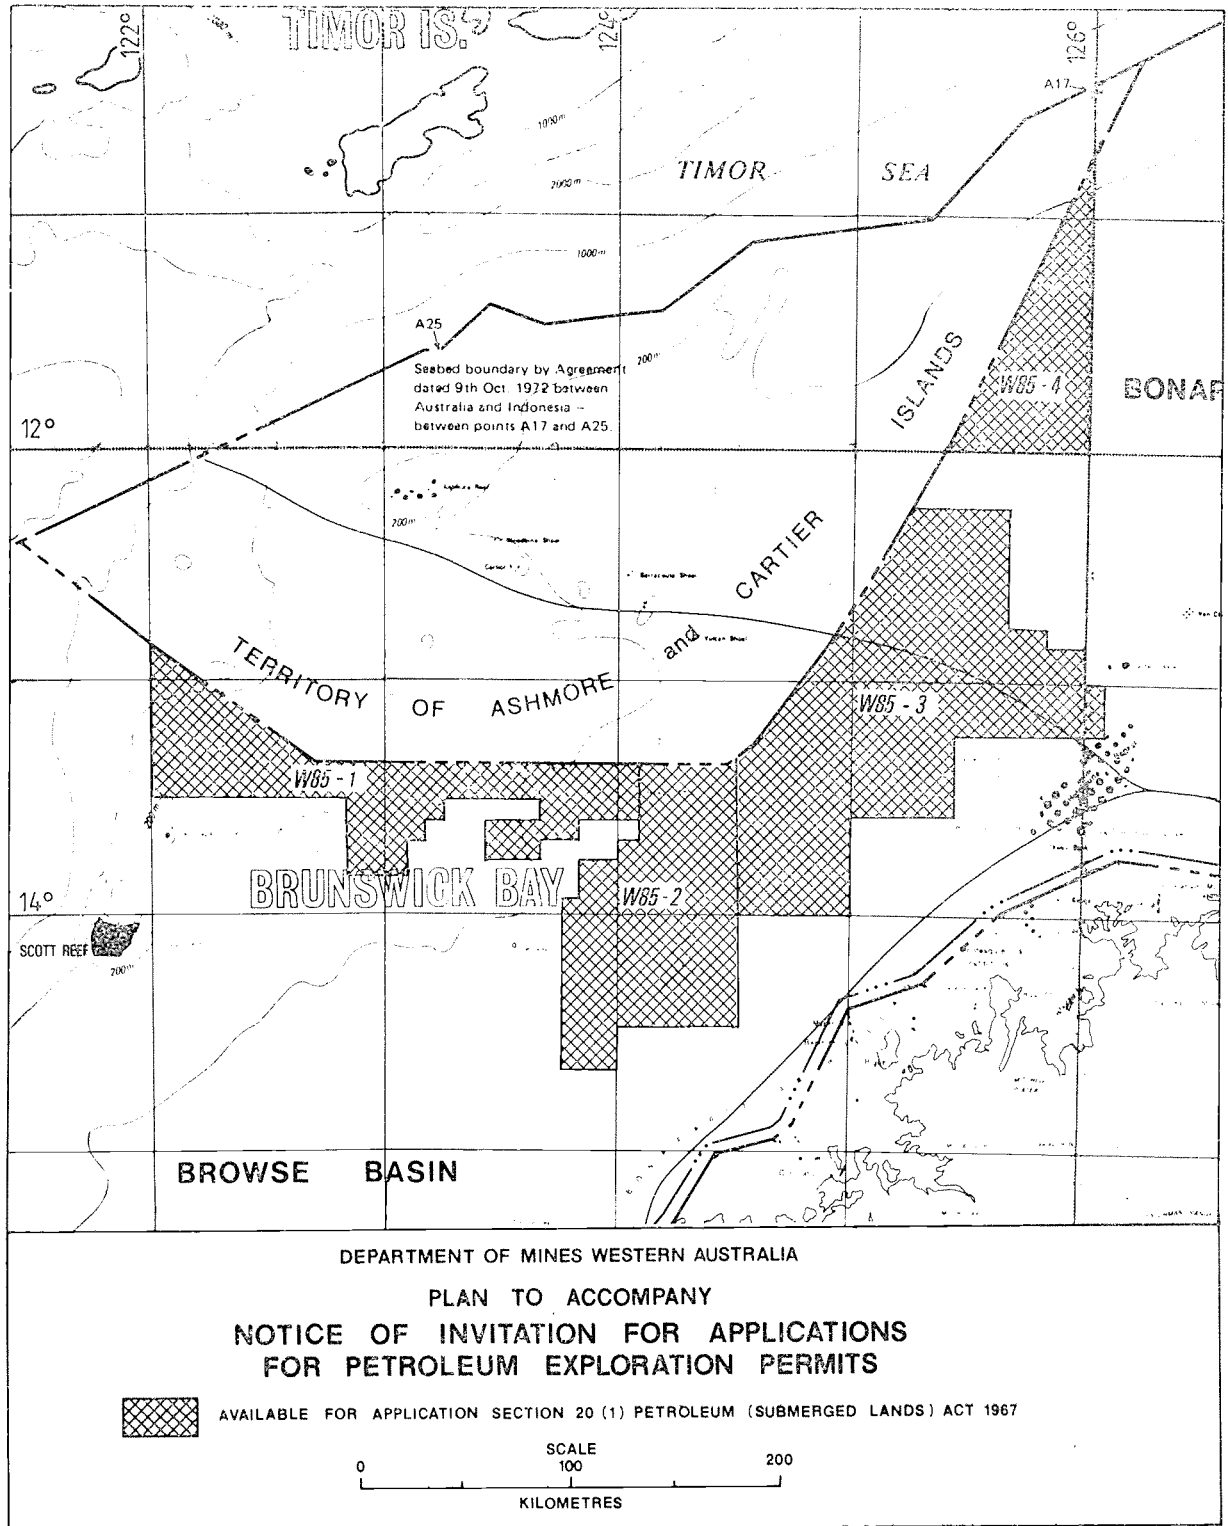 122°
TIMOR IS.
124°
126°
A17
1000m
2000m
TIMOR SEA
1000m
A25
200m
Seabed boundary by Agreement
dated 9th Oct. 1972 between
Australia and Indonesia –
between points A17 and A25.
ISLANDS
W85 - 4
BONAP
12°
200m
Barracouta Shoal
CARTIER
and
Vulcan Shoal
TERRITORY OF ASHMORE
W85 - 3
W85 - 1
BRUNSWICK BAY
W85 - 2
14°
SCOTT REEF
200m
BROWSE BASIN
DEPARTMENT OF MINES WESTERN AUSTRALIA
PLAN TO ACCOMPANY
NOTICE OF INVITATION FOR APPLICATIONS
FOR PETROLEUM EXPLORATION PERMITS
AVAILABLE FOR APPLICATION SECTION 20 (1) PETROLEUM (SUBMERGED LANDS) ACT 1967
SCALE
0 100 200
KILOMETRES